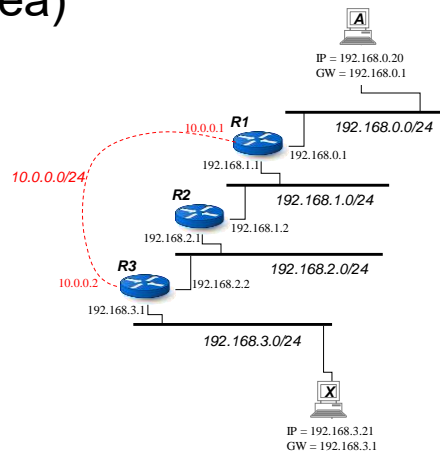 ea)
A
IP = 192.168.0.20
GW = 192.168.0.1
R1
10.0.0.1
192.168.0.0/24
192.168.0.1
192.168.1.1
10.0.0.0/24
192.168.1.0/24
R2
192.168.1.2
192.168.2.1
R3
192.168.2.0/24
10.0.0.2
192.168.2.2
192.168.3.1
192.168.3.0/24
X
IP = 192.168.3.21
GW = 192.168.3.1